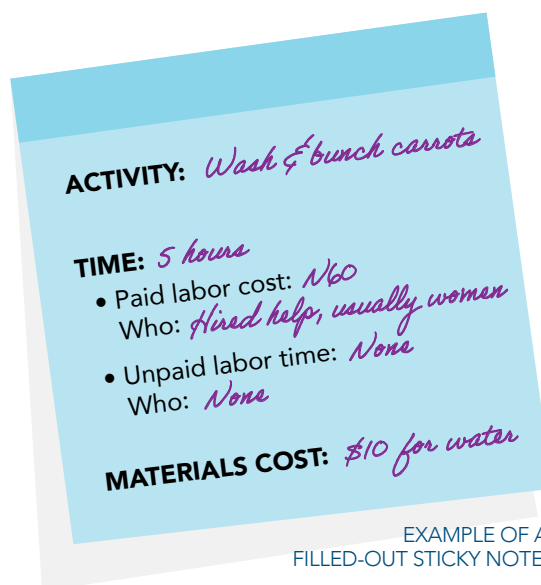 ACTIVITY: Wash & bunch carrots
TIME: 5 hours
• Paid labor cost: N60
Who: Hired help, usually women
• Unpaid labor time: None
Who: None
MATERIALS COST: $10 for water
EXAMPLE OF A
FILLED-OUT STICKY NOTE